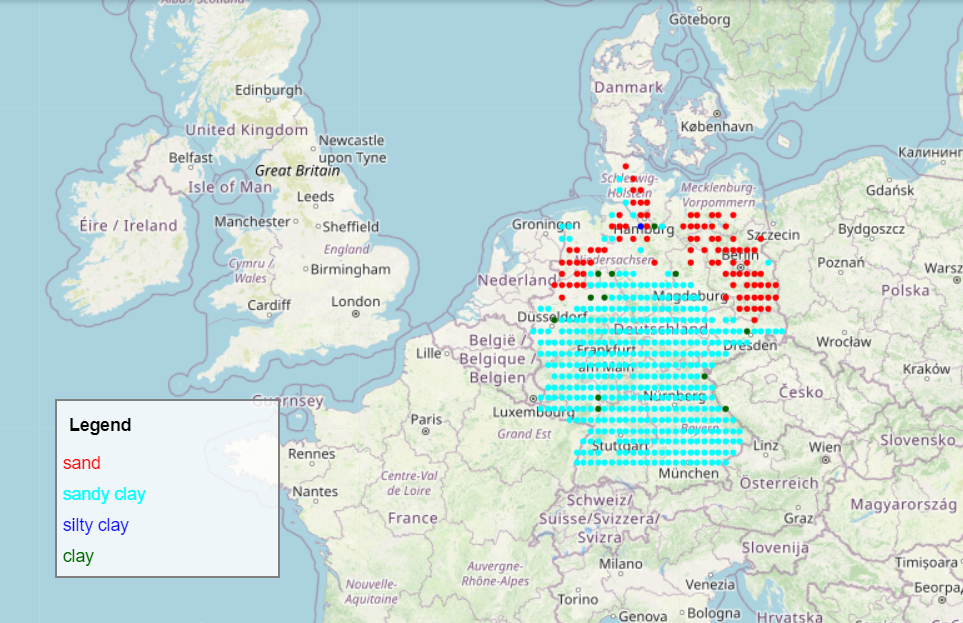 Göteborg
Danmark
Edinburgh
København
United Kingdom
Newcastle
upon Tyne
Калининг
Belfast
Great Britain
Schleswig-
Holstein
Gdańsk
Isle of Man
Leeds
Mecklenburg-
Vorpommern
Éire / Ireland
Manchester
Sheffield
Groningen
Hamburg
Szczecin
Bydgoszcz
England
Niedersachsen
Berlin
Poznań
Warsz
Cymru /
Wales
Birmingham
Nederland
Magdeburg
Polska
Cardiff
London
Düsseldorf
Deutschland
België /
Belgique /
Belgien
Dresden
Wrocław
Lille
Frankfurt
am Main
Kraków
Guernsey
Nürnberg
Česko
Luxembourg
Paris
Grand Est
Bayern
Slovensko
Legend
Rennes
Stuttgart
Linz
Wien
sand
München
Österreich
sandy clay
Nantes
Centre-Val
de Loire
Schweiz/
Suisse/Svizzera/
Svizra
Magyarország
silty clay
France
Graz
clay
Slovenija
Milano
Timișoara
Auvergne-
Rhône-Alpes
Nouvelle-
Aquitaine
Torino
Venezia
Београ
Genova
Bologna
Hrvatska